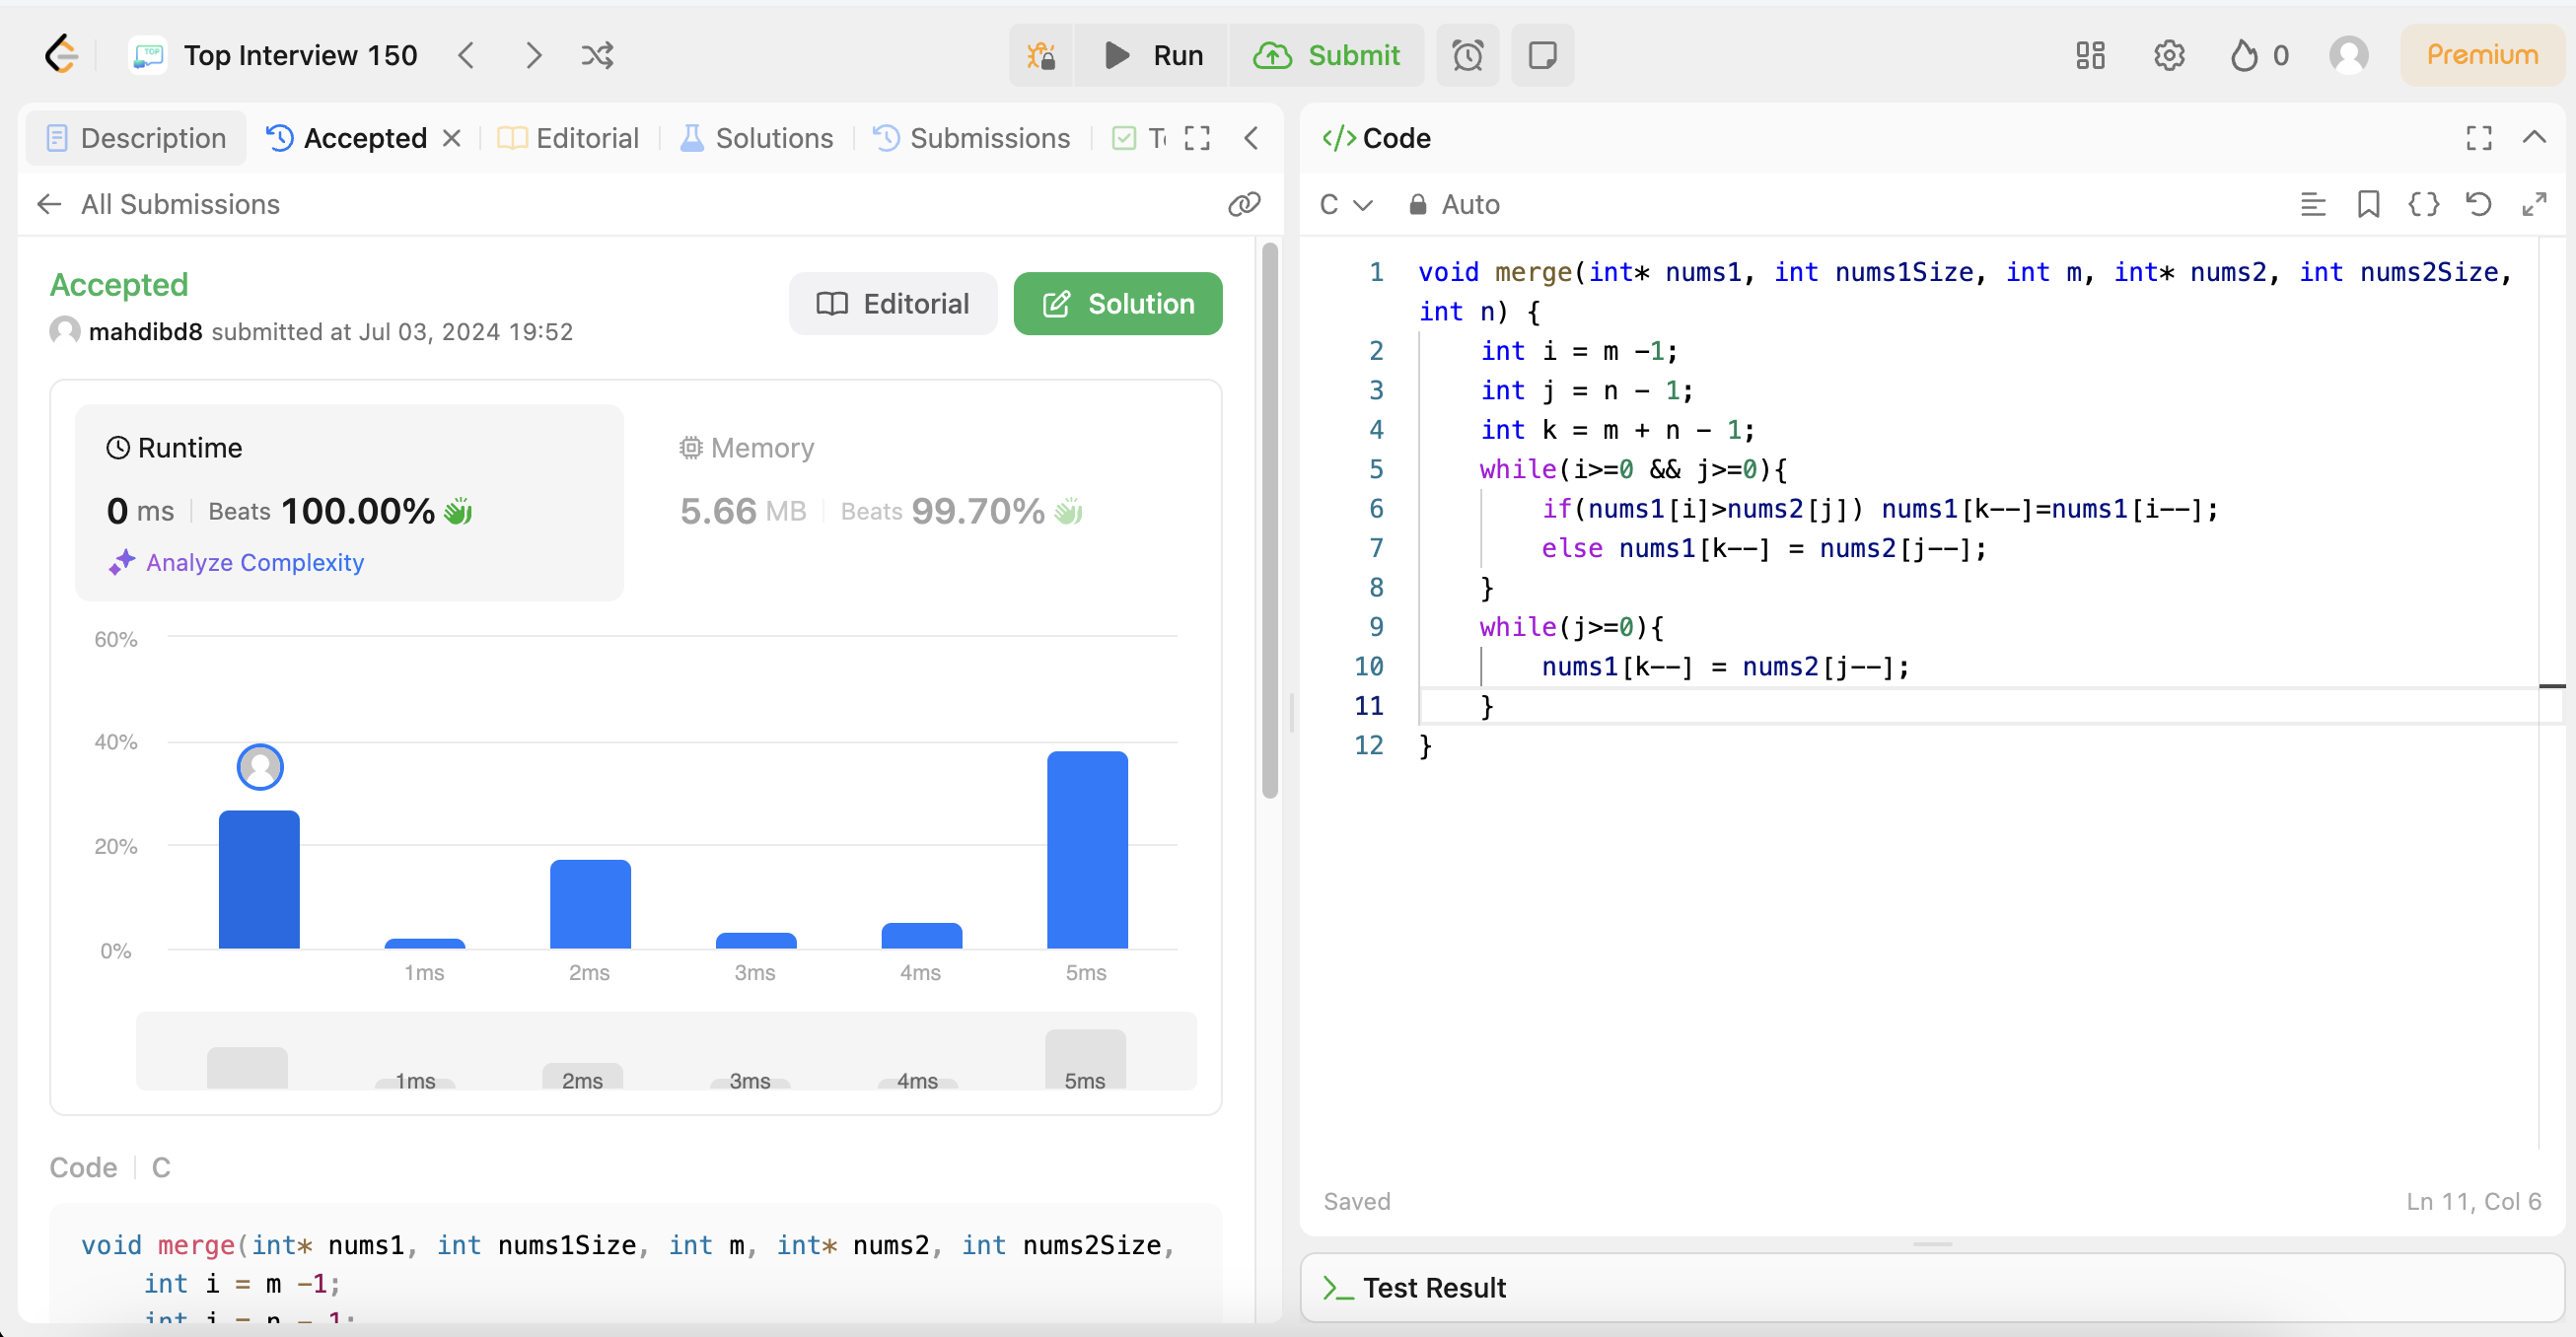 Top Interview 150
Run
Submit
0
Premium
Description
Accepted
Editorial
Solutions
Submissions
All Submissions
Accepted
mahdibd8 submitted at Jul 03, 2024 19:52
Editorial
Solution
Runtime
0 ms | Beats 100.00%
Analyze Complexity
Memory
5.66 MB | Beats 99.70%
60%
40%
20%
0%
1ms 2ms 3ms 4ms 5ms
1ms 2ms 3ms 4ms 5ms
Code | C
void merge(int* nums1, int nums1Size, int m, int* nums2, int nums2Size,
    int i = m -1;
    int j = n - 1;
</> Code
C Auto
1 void merge(int* nums1, int nums1Size, int m, int* nums2, int nums2Size,
int n) {
2     int i = m -1;
3     int j = n - 1;
4     int k = m + n - 1;
5     while(i>=0 && j>=0){
6         if(nums1[i]>nums2[j]) nums1[k--]=nums1[i--];
7         else nums1[k--] = nums2[j--];
8     }
9     while(j>=0){
10         nums1[k--] = nums2[j--];
11     }
12 }
Saved
Ln 11, Col 6
Test Result